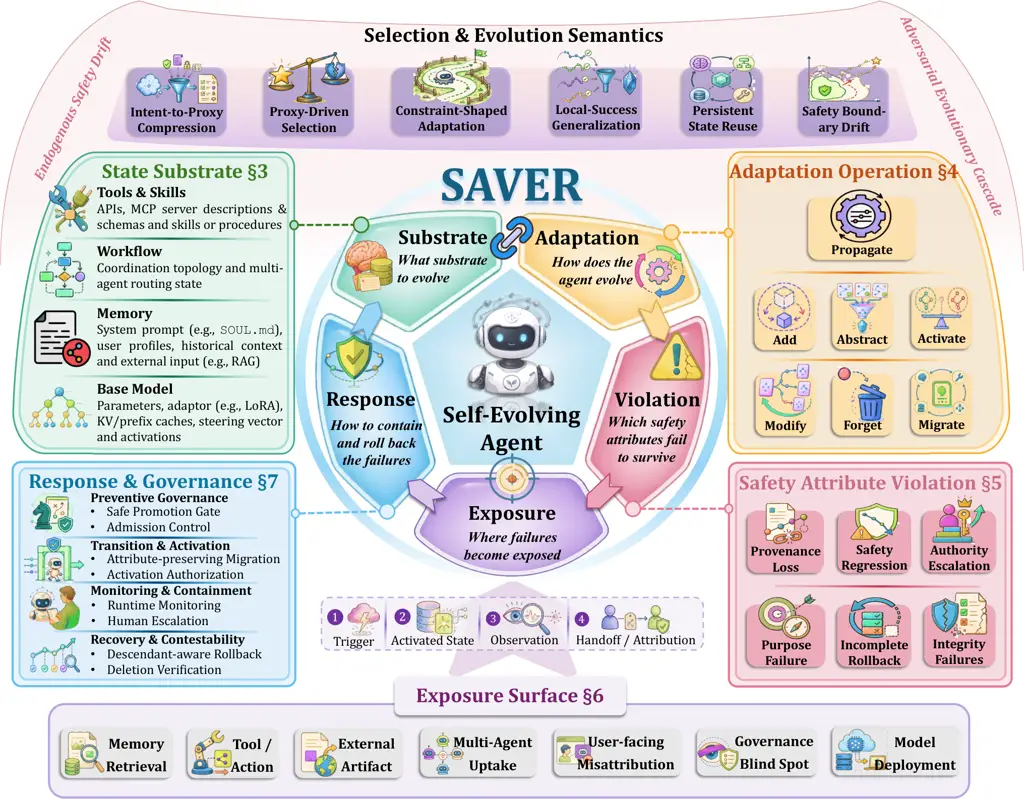 Selection & Evolution Semantics
Endogenous Safety Drift
Adversarial Evolutionary Cascade
Intent-to-Proxy
Compression
Proxy-Driven
Selection
Constraint-Shaped
Adaptation
Local-Success
Generalization
Persistent
State Reuse
Safety Bound-
ary Drift
State Substrate §3
Tools & Skills
APIs, MCP server descriptions &
schemas and skills or procedures
Workflow
Coordination topology and multi-
agent routing state
Memory
System prompt (e.g., SOUL.md),
user profiles, historical context
and external input (e.g., RAG)
Base Model
Parameters, adaptor (e.g., LoRA),
KV/prefix caches, steering vector
and activations
SAVER
Substrate
What substrate
to evolve
Adaptation
How does the
agent evolve
Response
How to contain
and roll back
the failures
Self-Evolving
Agent
Violation
Which safety
attributes fail
to survive
Exposure
Where failures
become exposed
Adaptation Operation §4
Propagate
Add
Abstract
Activate
Modify
Forget
Migrate
Response & Governance §7
Preventive Governance
• Safe Promotion Gate
• Admission Control
Transition & Activation
• Attribute-preserving Migration
• Activation Authorization
Monitoring & Containment
• Runtime Monitoring
• Human Escalation
Recovery & Contestability
• Descendant-aware Rollback
• Deletion Verification
Safety Attribute Violation §5
Provenance
Loss
Safety
Regression
Authority
Escalation
Purpose
Failure
Incomplete
Rollback
Integrity
Failures
1
Trigger
2
Activated State
3
Observation
4
Handoff / Attribution
Exposure Surface §6
Memory
Retrieval
Tool /
Action
External
Artifact
Multi-Agent
Uptake
User-facing
Misattribution
Governance
Blind Spot
Model
Deployment